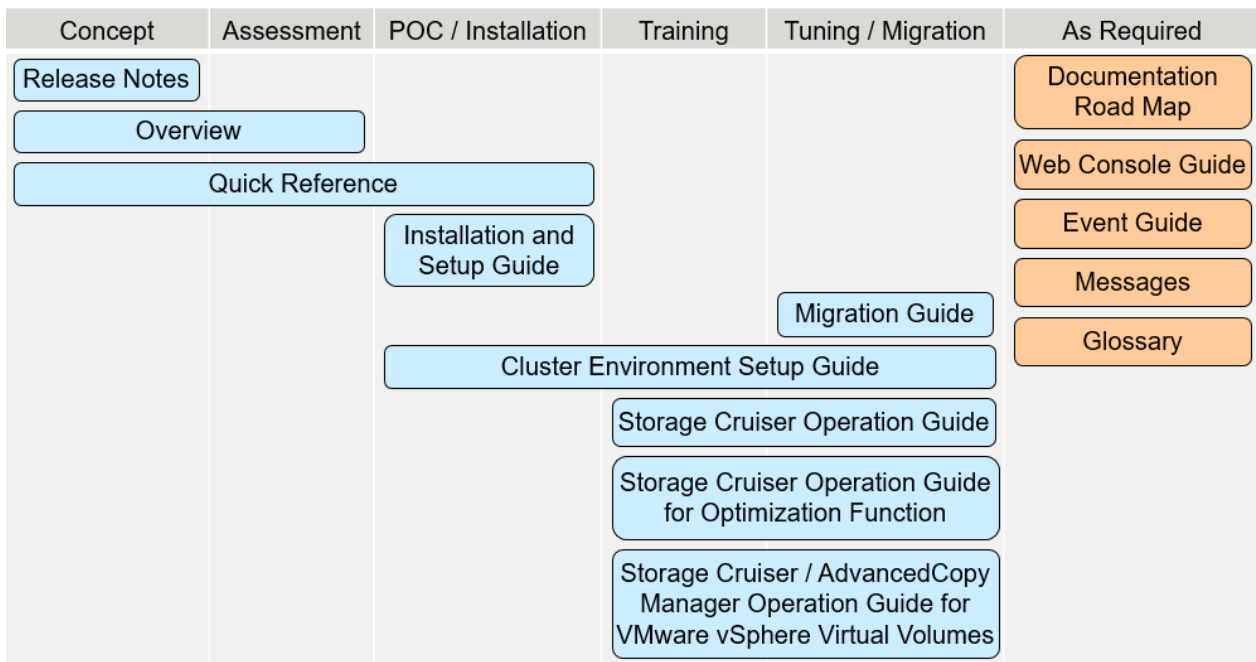 Concept
Assessment
POC / Installation
Training
Tuning / Migration
As Required
Release Notes
Overview
Quick Reference
Installation and
Setup Guide
Migration Guide
Cluster Environment Setup Guide
Storage Cruiser Operation Guide
Storage Cruiser Operation Guide
for Optimization Function
Storage Cruiser / AdvancedCopy
Manager Operation Guide for
VMware vSphere Virtual Volumes
Documentation
Road Map
Web Console Guide
Event Guide
Messages
Glossary